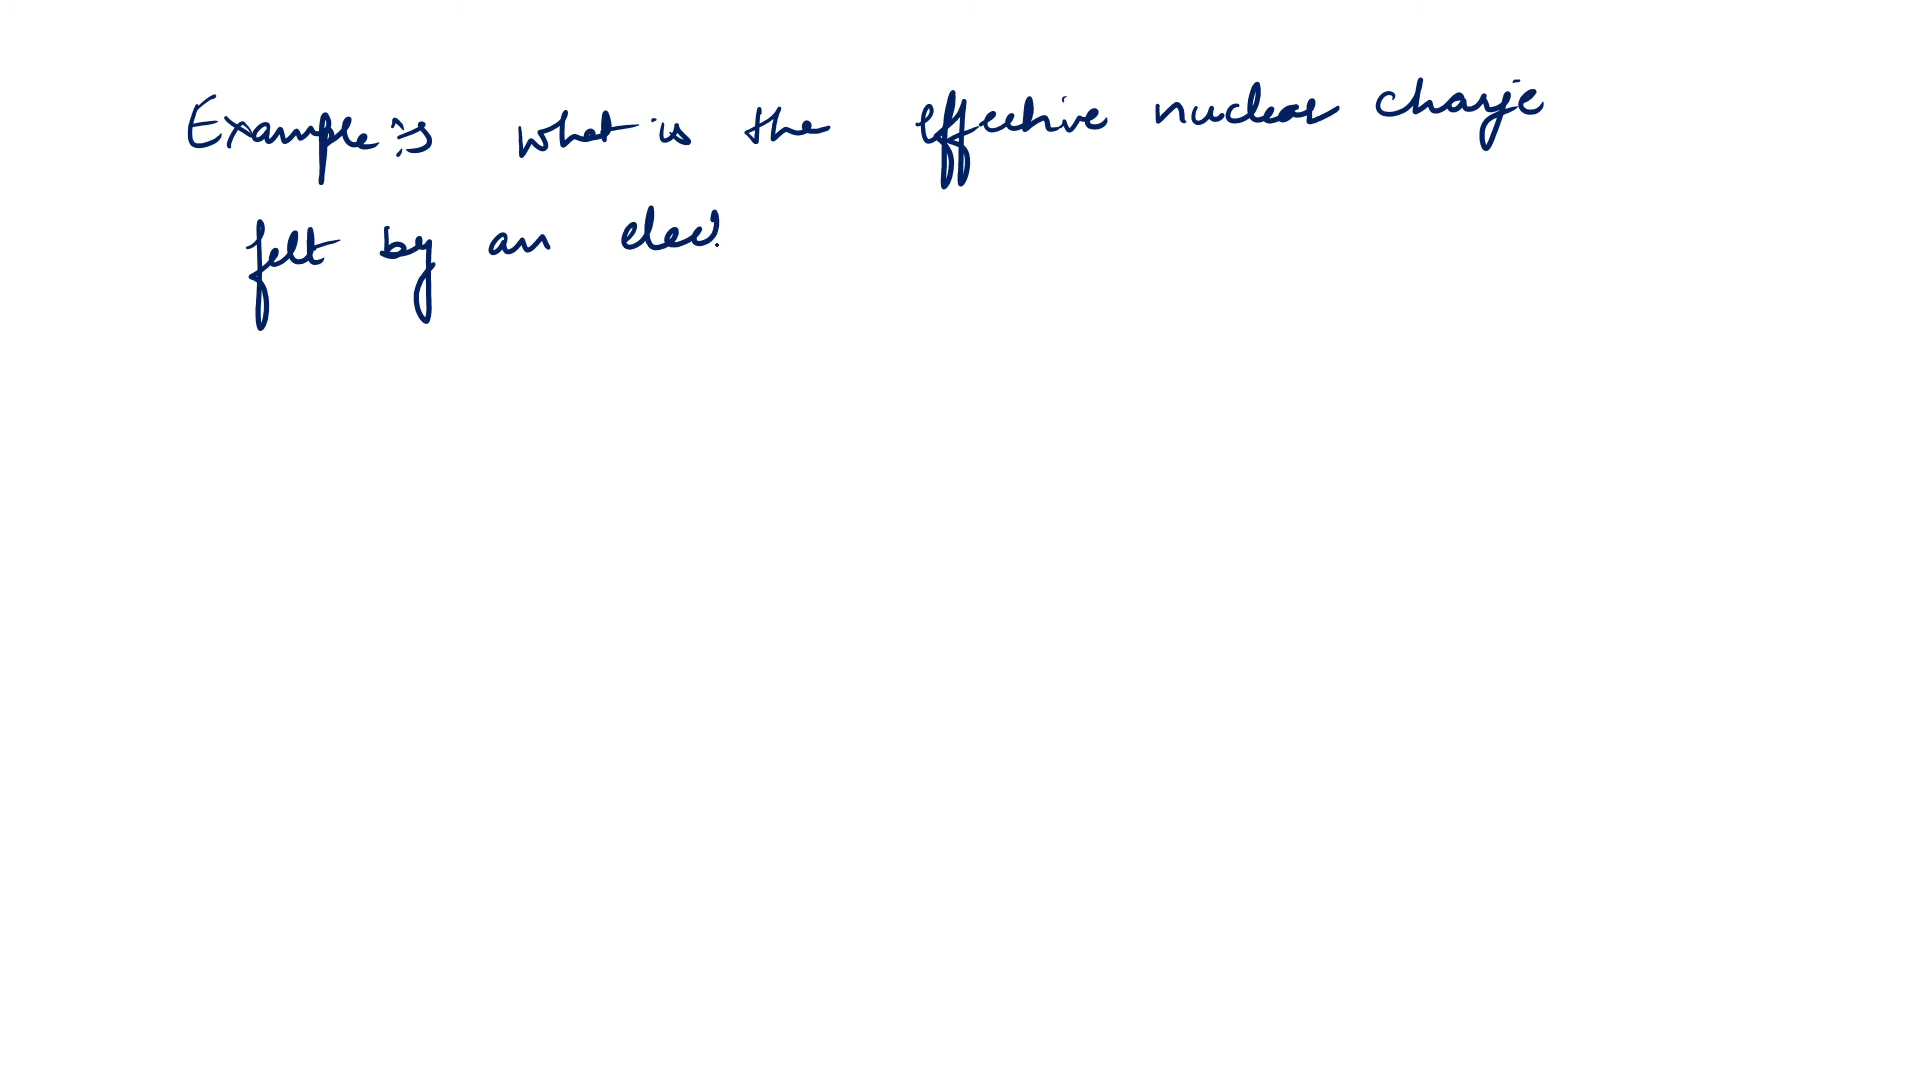 Example:- what is the effective nuclear charge
felt by an elec